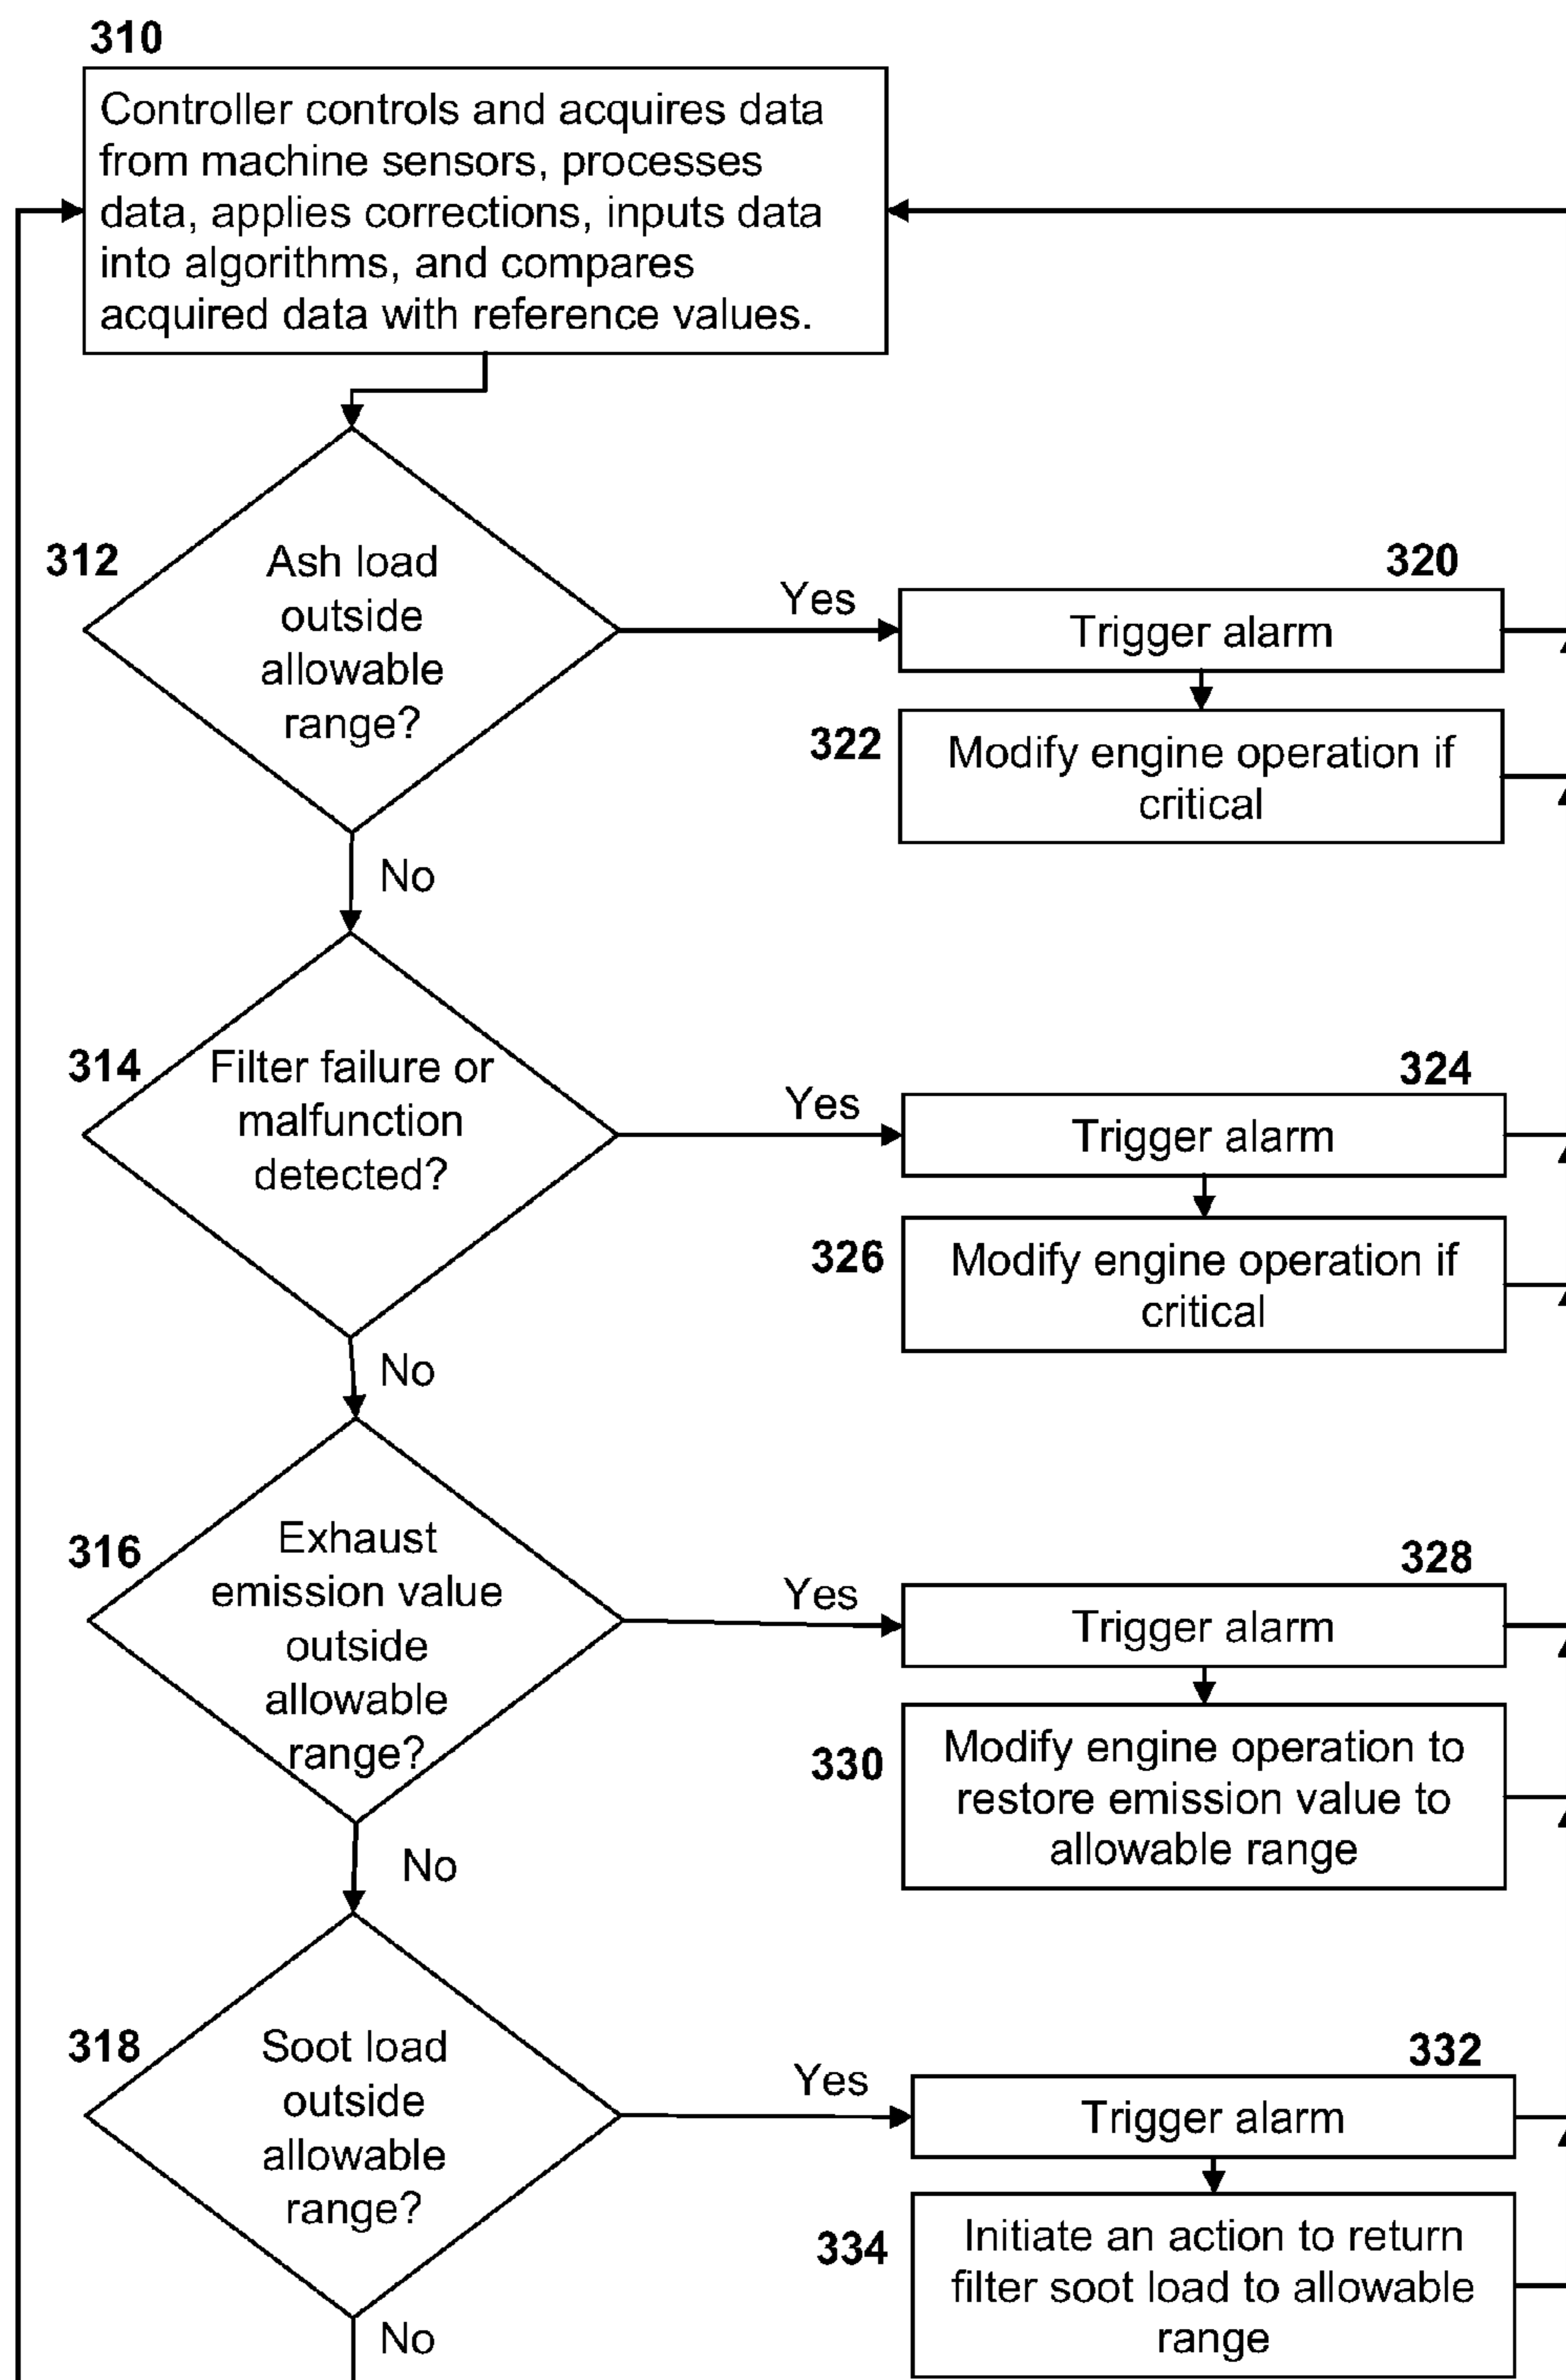 310
Controller controls and acquires data
from machine sensors, processes
data, applies corrections, inputs data
into algorithms, and compares
acquired data with reference values.
312
Ash load
outside
allowable
range?
Yes
320
Trigger alarm
322
Modify engine operation if
critical
No
314
Filter failure or
malfunction
detected?
Yes
324
Trigger alarm
326
Modify engine operation if
critical
No
316
Exhaust
emission value
outside
allowable
range?
Yes
328
Trigger alarm
330
Modify engine operation to
restore emission value to
allowable range
No
318
Soot load
outside
allowable
range?
Yes
332
Trigger alarm
334
Initiate an action to return
filter soot load to allowable
range
No